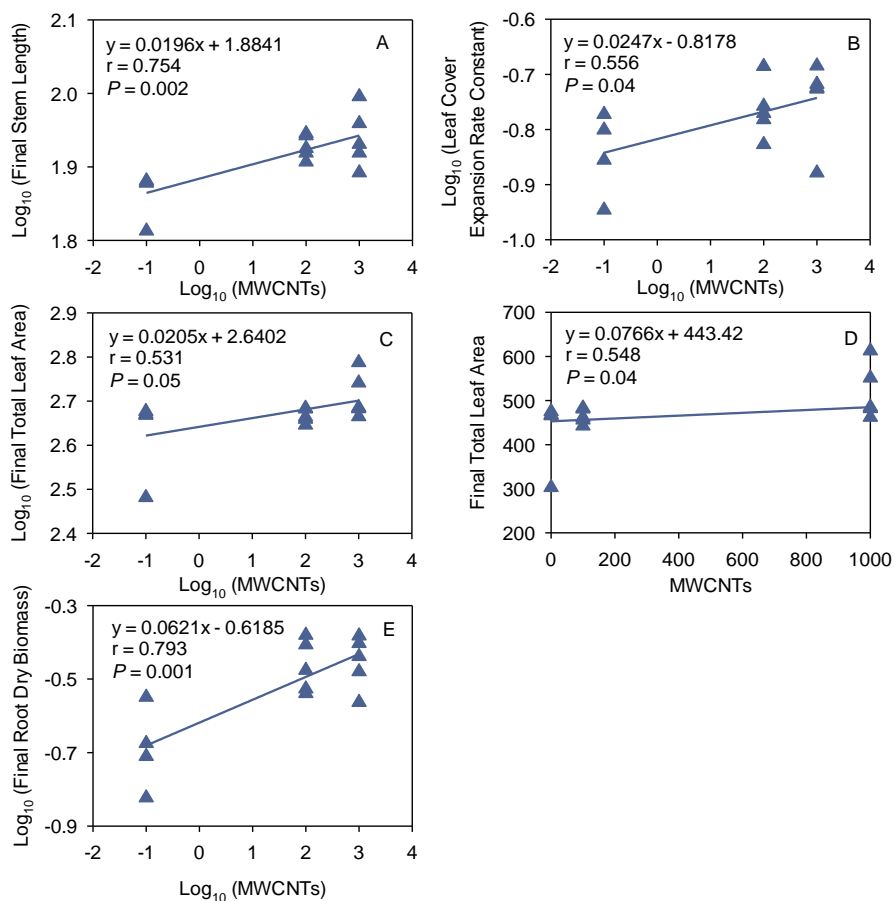 y = 0.0196x + 1.8841
r = 0.754
P = 0.002
A
Log10 (Final Stem Length)
2.1
2.0
1.9
1.8
-2 -1 0 1 2 3 4
Log10 (MWCNTs)
y = 0.0247x - 0.8178
r = 0.556
P = 0.04
B
Log10 (Leaf Cover
Expansion Rate Constant)
-0.6
-0.7
-0.8
-0.9
-1.0
-2 -1 0 1 2 3 4
Log10 (MWCNTs)
y = 0.0205x + 2.6402
r = 0.531
P = 0.05
C
Log10 (Final Total Leaf Area)
2.9
2.8
2.7
2.6
2.5
2.4
-2 -1 0 1 2 3 4
Log10 (MWCNTs)
y = 0.0766x + 443.42
r = 0.548
P = 0.04
D
Final Total Leaf Area
700
600
500
400
300
200
0 200 400 600 800 1000
MWCNTs
y = 0.0621x - 0.6185
r = 0.793
P = 0.001
E
Log10 (Final Root Dry Biomass)
-0.3
-0.5
-0.7
-0.9
-2 -1 0 1 2 3 4
Log10 (MWCNTs)